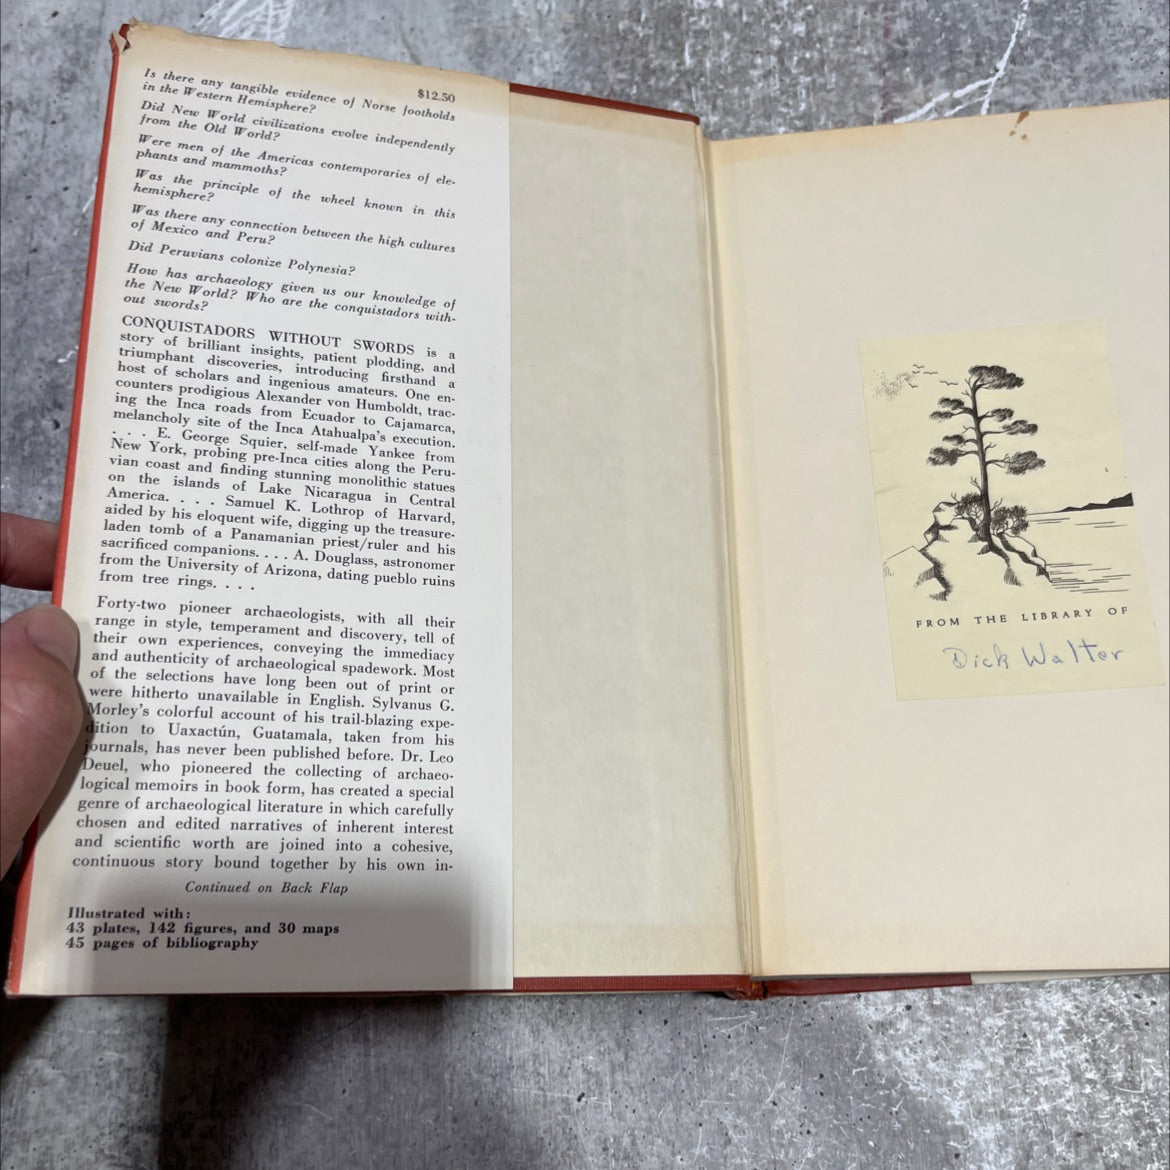 $12.50
Is there any tangible evidence of Norse footholds
in the Western Hemisphere?
Did New World civilizations evolve independently
from the Old World?
Were men of the Americas contemporaries of ele-
phants and mammoths?
Was the principle of the wheel known in this
hemisphere?
Was there any connection between the high cultures
of Mexico and Peru?
Did Peruvians colonize Polynesia?
How has archaeology given us our knowledge of
the New World? Who are the conquistadors with-
out swords?
CONQUISTADORS WITHOUT SWORDS is a
story of brilliant insights, patient plodding, and
triumphant discoveries, introducing firsthand a
host of scholars and ingenious amateurs. One en-
counters prodigious Alexander von Humboldt, trac-
ing the Inca roads from Ecuador to Cajamarca,
melancholy site of the Inca Atahualpa's execution.
. . . E. George Squier, self-made Yankee from
New York, probing pre-Inca cities along the Peru-
vian coast and finding stunning monolithic statues
on the islands of Lake Nicaragua in Central
America. . . . Samuel K. Lothrop of Harvard,
aided by his eloquent wife, digging up the treasure-
laden tomb of a Panamanian priest/ruler and his
sacrificed companions. . . . A. Douglass, astronomer
from the University of Arizona, dating pueblo ruins
from tree rings. . . .
Forty-two pioneer archaeologists, with all their
range in style, temperament and discovery, tell of
their own experiences, conveying the immediacy
and authenticity of archaeological spadework. Most
of the selections have long been out of print or
were hitherto unavailable in English. Sylvanus G.
Morley's colorful account of his trail-blazing expe-
dition to Uaxactún, Guatemala, taken from his
journals, has never been published before. Dr. Leo
Deuel, who pioneered the collecting of archaeo-
logical memoirs in book form, has created a special
genre of archaeological literature in which carefully
chosen and edited narratives of inherent interest
and scientific worth are joined into a cohesive,
continuous story bound together by his own in-
Continued on Back Flap
Illustrated with:
43 plates, 142 figures, and 30 maps
45 pages of bibliography
FROM THE LIBRARY OF
Dick Walter